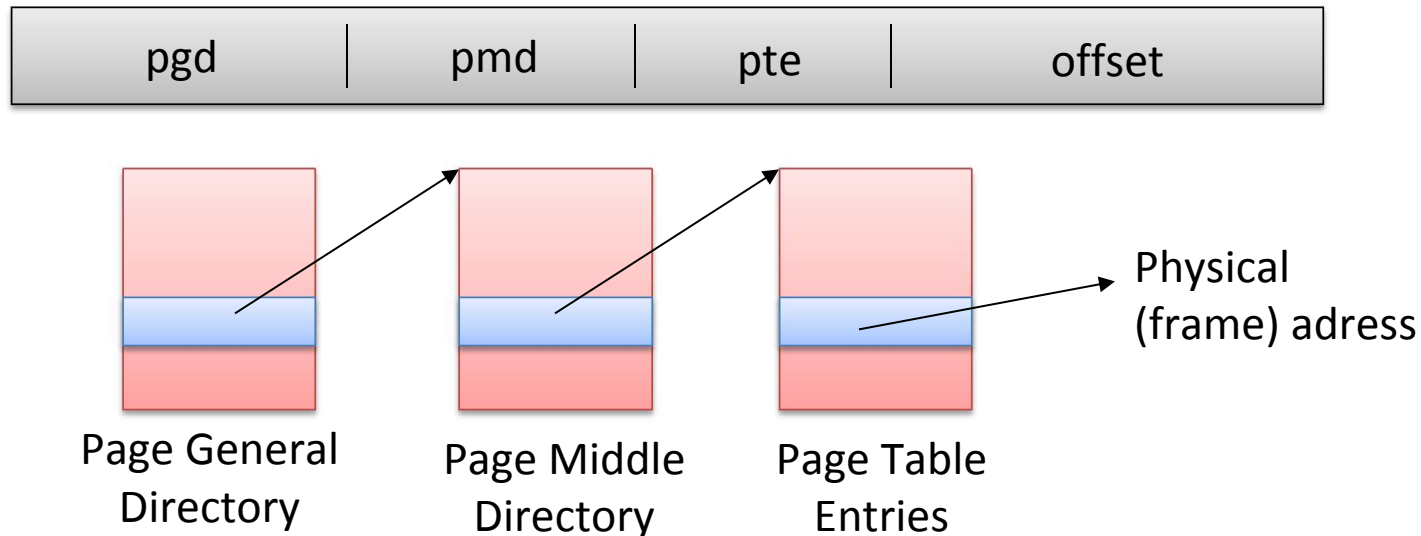 pgd pmd pte offset
Physical
(frame) adress
Page General
Directory
Page Middle
Directory
Page Table
Entries